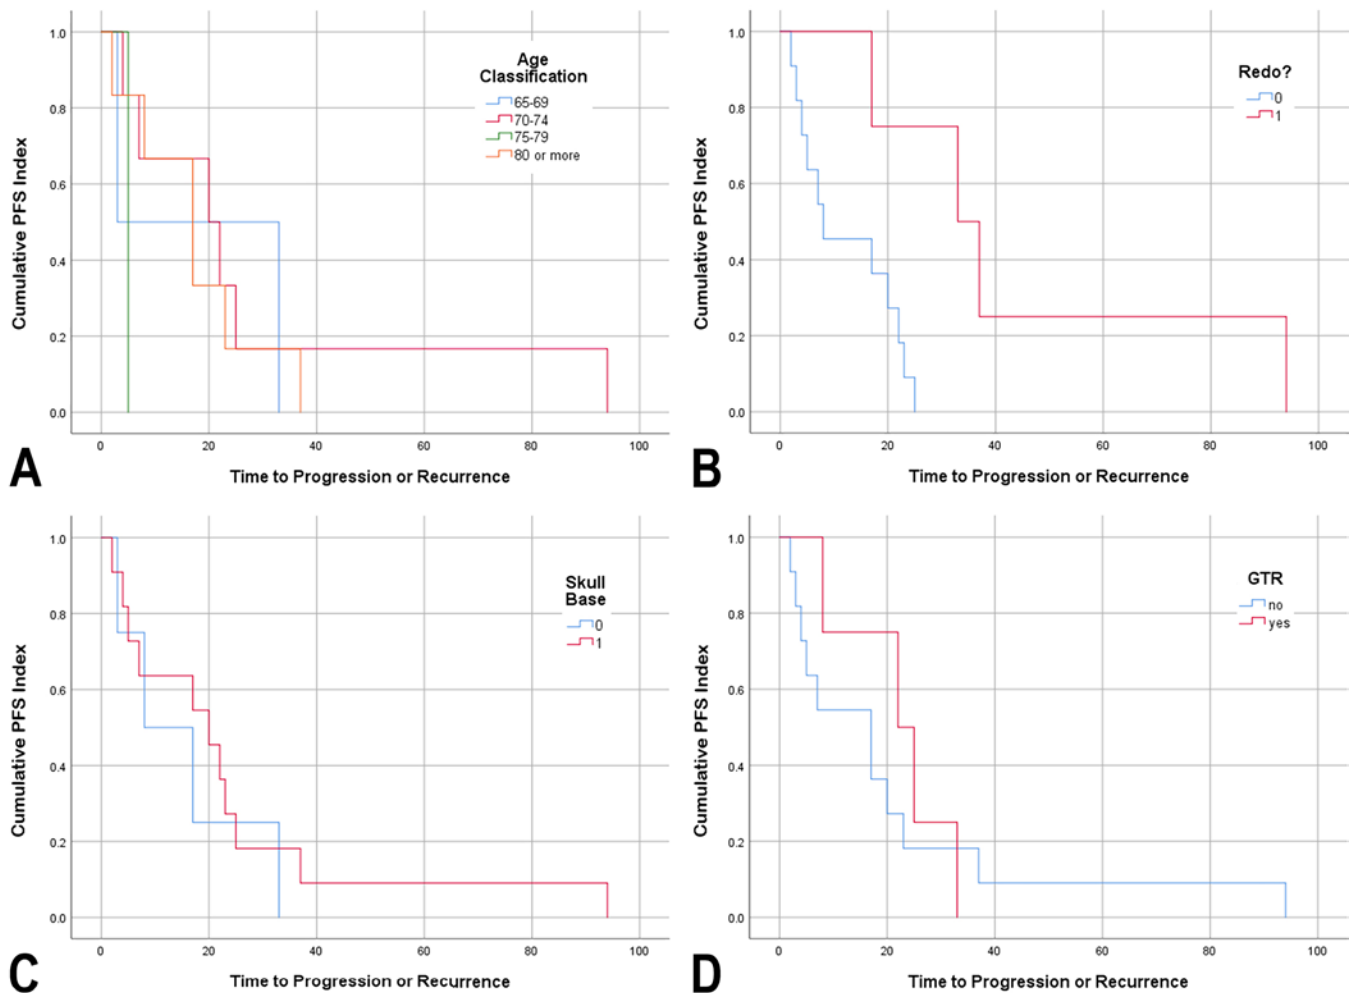 Age
Classification
65-69
70-74
75-79
80 or more
1.0
0.8
0.6
0.4
0.2
0.0
Cumulative PFS Index
0 20 40 60 80 100
Time to Progression or Recurrence
A
Redo?
0
1
1.0
0.8
0.6
0.4
0.2
0.0
Cumulative PFS Index
0 20 40 60 80 100
Time to Progression or Recurrence
B
Skull
Base
0
1
1.0
0.8
0.6
0.4
0.2
0.0
Cumulative PFS Index
0 20 40 60 80 100
Time to Progression or Recurrence
C
GTR
no
yes
1.0
0.8
0.6
0.4
0.2
0.0
Cumulative PFS Index
0 20 40 60 80 100
Time to Progression or Recurrence
D